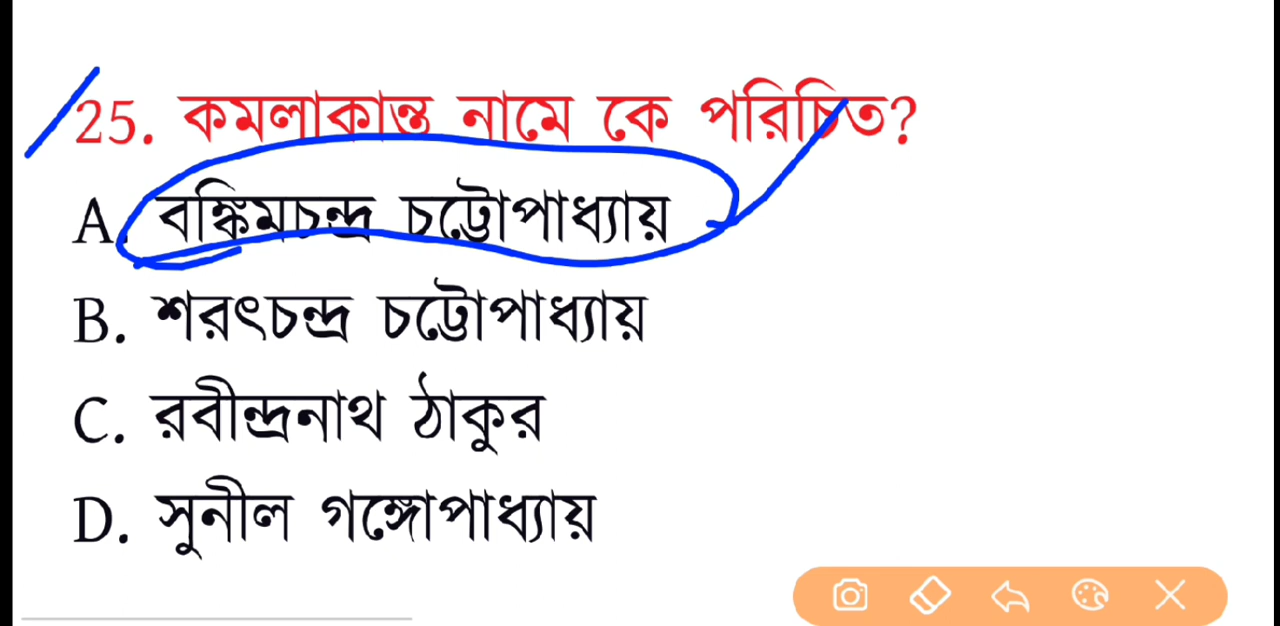 25. কমলাকান্ত নামে কে পরিচিত?
A. বঙ্কিমচন্দ্র চট্টোপাধ্যায়
B. শরৎচন্দ্র চট্টোপাধ্যায়
C. রবীন্দ্রনাথ ঠাকুর
D. সুনীল গঙ্গোপাধ্যায়